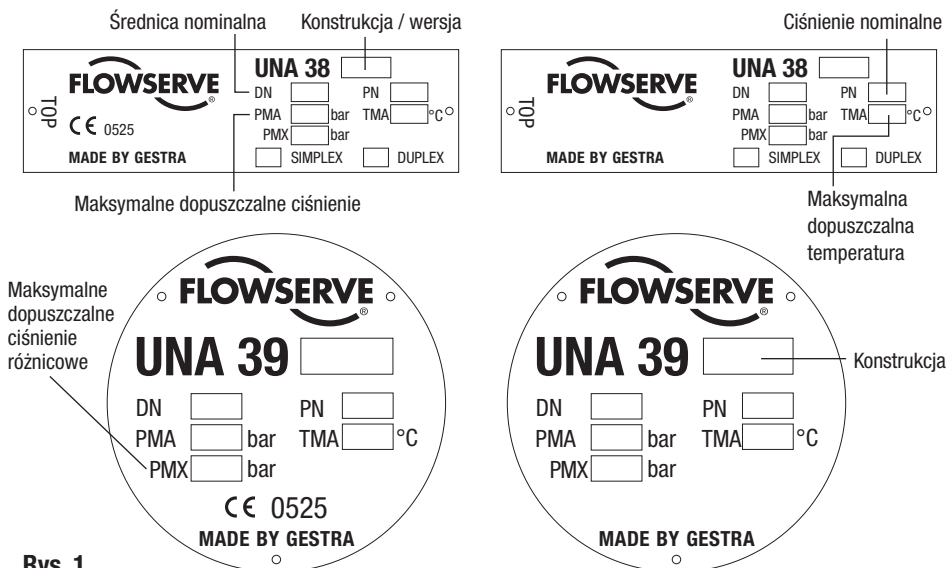 Średnica nominalna
Konstrukcja / wersja
FLOWSERVE
®
UNA 38
DN
PN
PMA
bar
TMA
°C
PMX
bar
SIMPLEX
DUPLEX
TOP
CE 0525
MADE BY GESTRA
Maksymalne dopuszczalne ciśnienie
Ciśnienie nominalne
FLOWSERVE
®
UNA 38
DN
PN
PMA
bar
TMA
°C
PMX
bar
SIMPLEX
DUPLEX
TOP
MADE BY GESTRA
Maksymalna
dopuszczalna
temperatura
Maksymalne
dopuszczalne
ciśnienie
różnicowe
FLOWSERVE
®
UNA 39
DN
PN
PMA
bar
TMA
°C
PMX
bar
CE 0525
MADE BY GESTRA
FLOWSERVE
®
UNA 39
Konstrukcja
DN
PN
PMA
bar
TMA
°C
PMX
bar
MADE BY GESTRA
Rys. 1